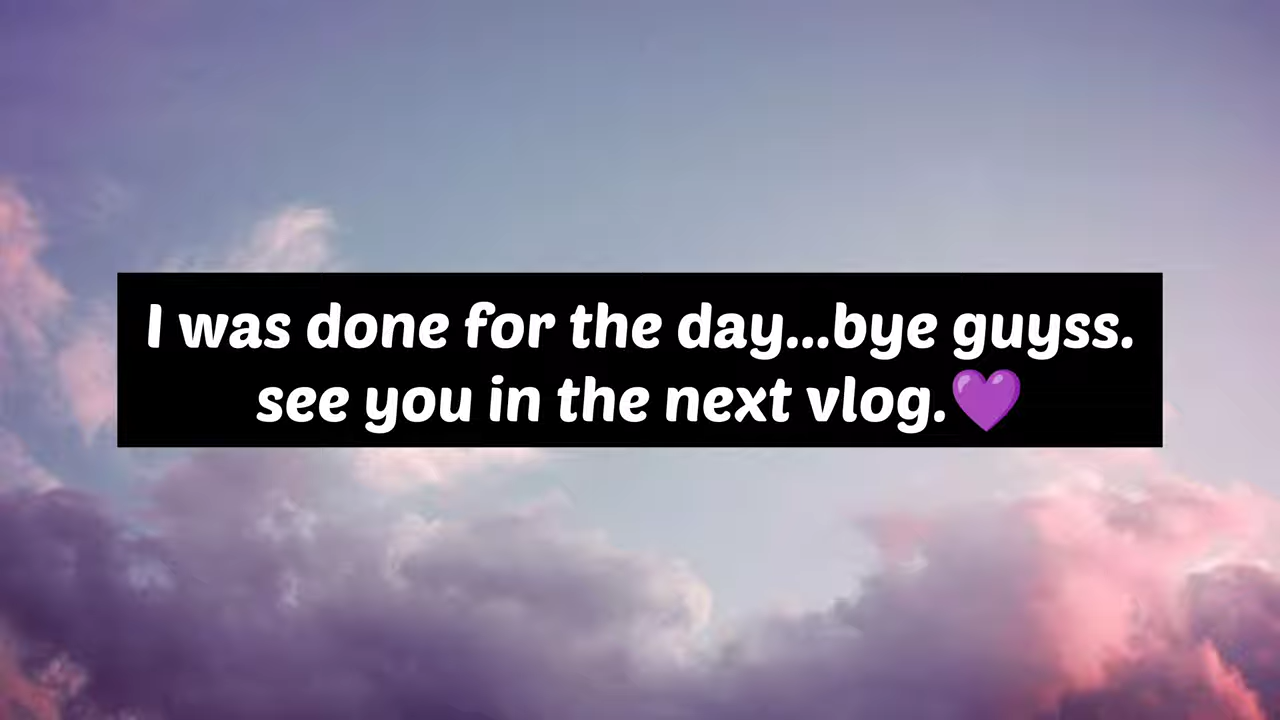 I was done for the day...bye guyss.
see you in the next vlog.💜